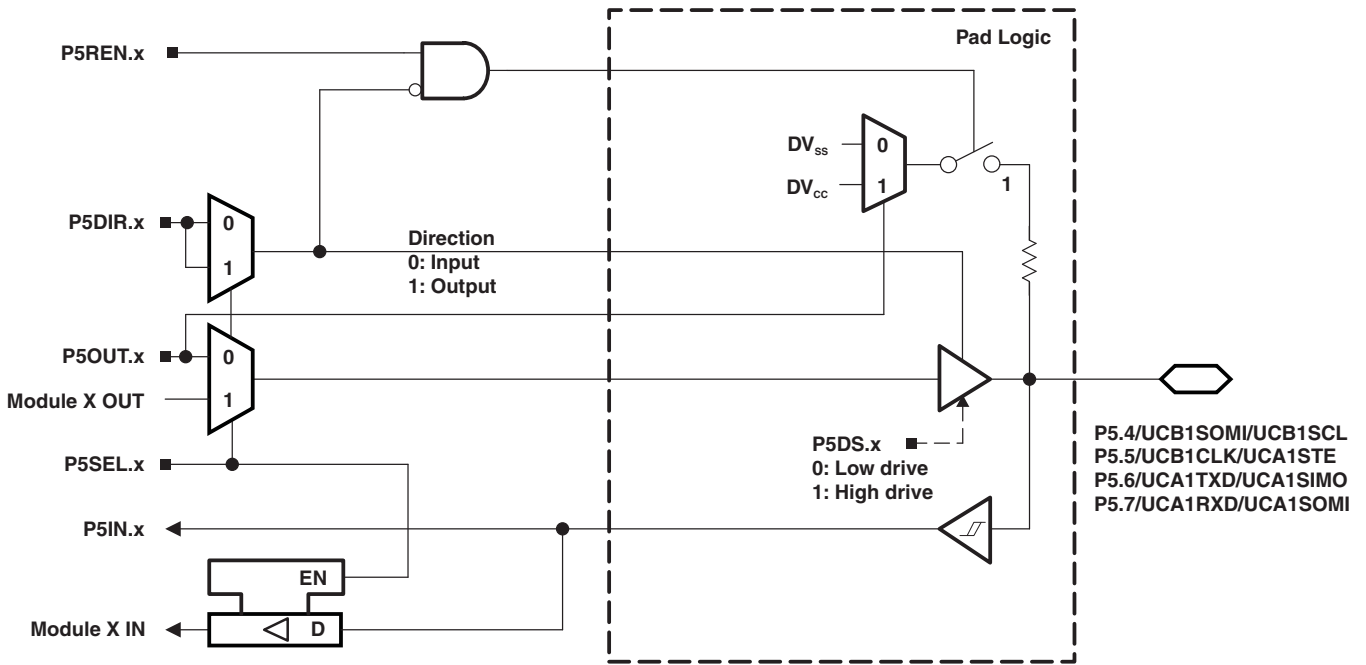 Pad Logic
P5REN.x
DVss
0
DVcc
1
1
P5DIR.x
0
1
Direction
0: Input
1: Output
P5OUT.x
0
Module X OUT
1
P5DS.x
0: Low drive
1: High drive
P5.4/UCB1SOMI/UCB1SCL
P5.5/UCB1CLK/UCA1STE
P5.6/UCA1TXD/UCA1SIMO
P5.7/UCA1RXD/UCA1SOMI
P5SEL.x
P5IN.x
EN
Module X IN
D